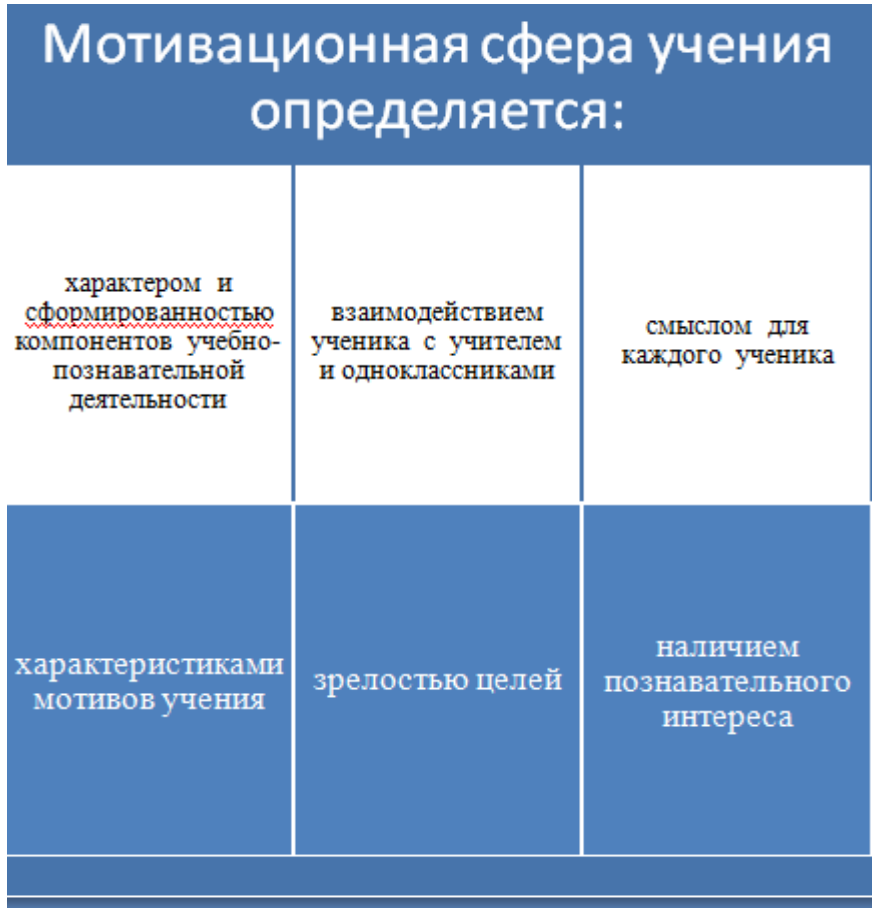 Мотивационная сфера учения
определяется:
характером и
сформированностью
компонентов учебно-
познавательной
деятельности
взаимодействием
ученика с учителем
и одноклассниками
смыслом для
каждого ученика
характеристиками
мотивов учения
зрелостью целей
наличием
познавательного
интереса